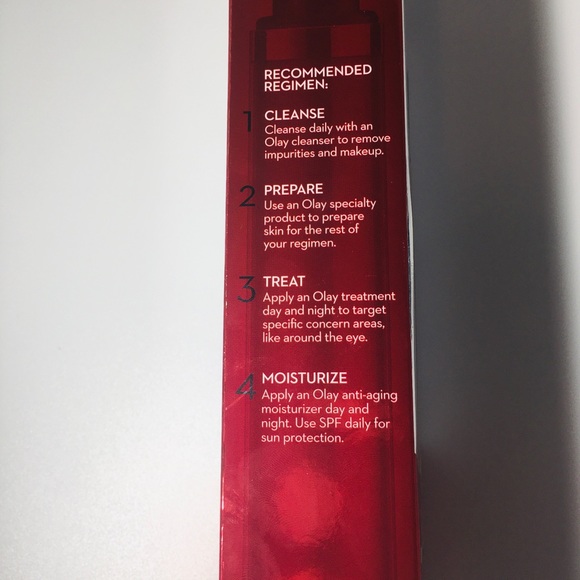 RECOMMENDED
REGIMEN:
1 CLEANSE
Cleanse daily with an
Olay cleanser to remove
impurities and makeup.
2 PREPARE
Use an Olay specialty
product to prepare
skin for the rest of
your regimen.
3 TREAT
Apply an Olay treatment
day and night to target
specific concern areas,
like around the eye.
4 MOISTURIZE
Apply an Olay anti-aging
moisturizer day and
night. Use SPF daily for
sun protection.